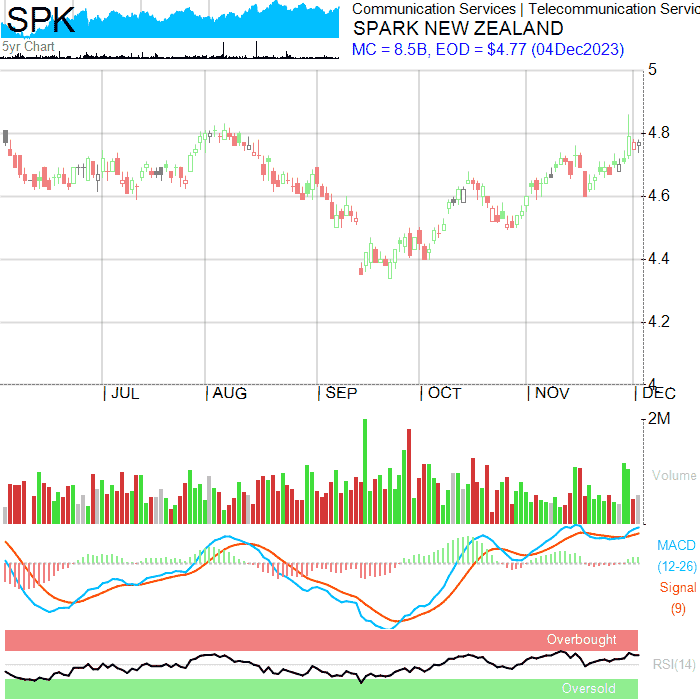 SPK
5yr Chart
Communication Services | Telecommunication Servic
SPARK NEW ZEALAND
MC = 8.5B, EOD = $4.77 (04Dec2023)
5
4.8
4.6
4.4
4.2
4
JUL
AUG
SEP
OCT
NOV
DEC
2M
Volume
MACD
(12-26)
Signal
(9)
Overbought
RSI(14)
Oversold